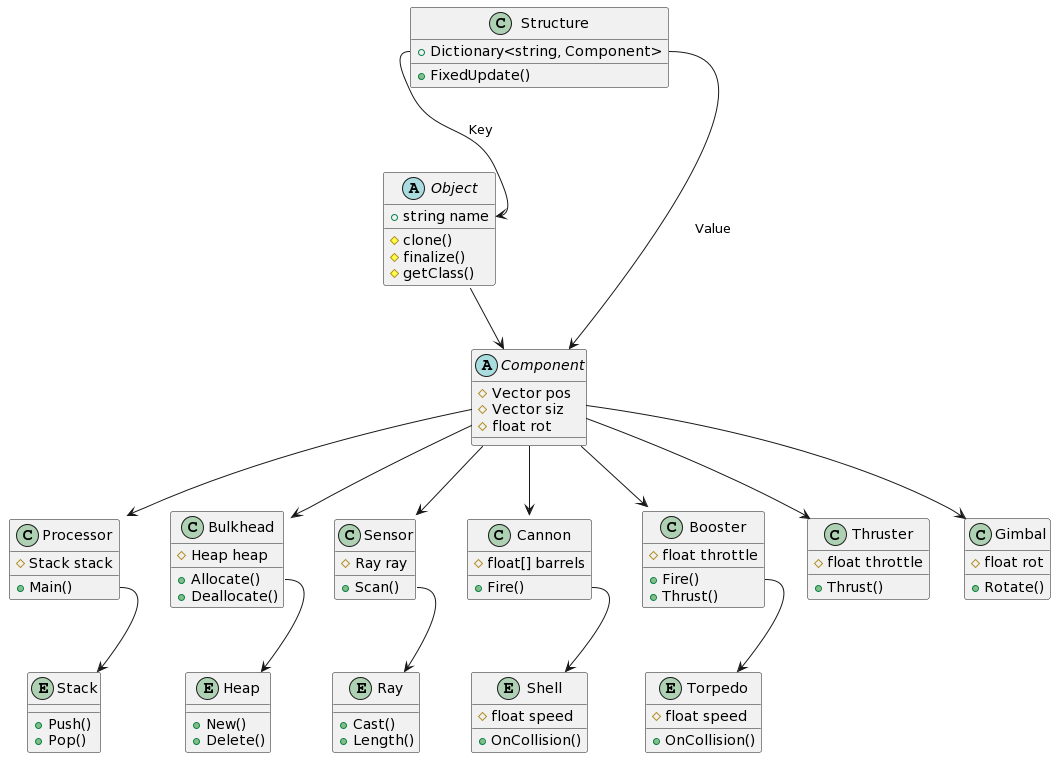 C Structure
Dictionary<string, Component>
FixedUpdate()
Key
A Object
string name
clone()
finalize()
getClass()
Value
A Component
Vector pos
Vector siz
float rot
C Processor
Stack stack
Main()
C Bulkhead
Heap heap
Allocate()
Deallocate()
C Sensor
Ray ray
Scan()
C Cannon
float[] barrels
Fire()
C Booster
float throttle
Fire()
Thrust()
C Thruster
float throttle
Thrust()
C Gimbal
float rot
Rotate()
E Stack
Push()
Pop()
E Heap
New()
Delete()
E Ray
Cast()
Length()
E Shell
float speed
OnCollision()
E Torpedo
float speed
OnCollision()